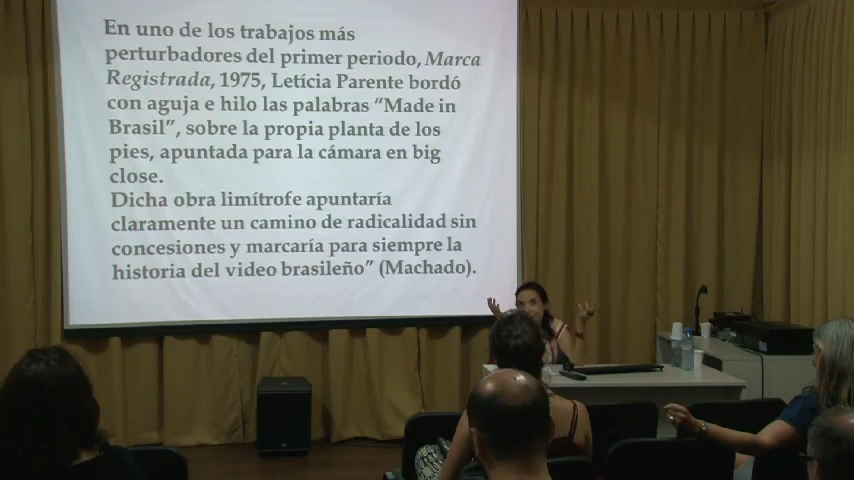 En uno de los trabajos más
perturbadores del primer periodo, Marca
Registrada, 1975, Letícia Parente bordó
con aguja e hilo las palabras “Made in
Brasil”, sobre la propia planta de los
pies, apuntada para la cámara en big
close.
Dicha obra limítrofe apuntaría
claramente un camino de radicalidad sin
concesiones y marcaría para siempre la
historia del video brasileño” (Machado).